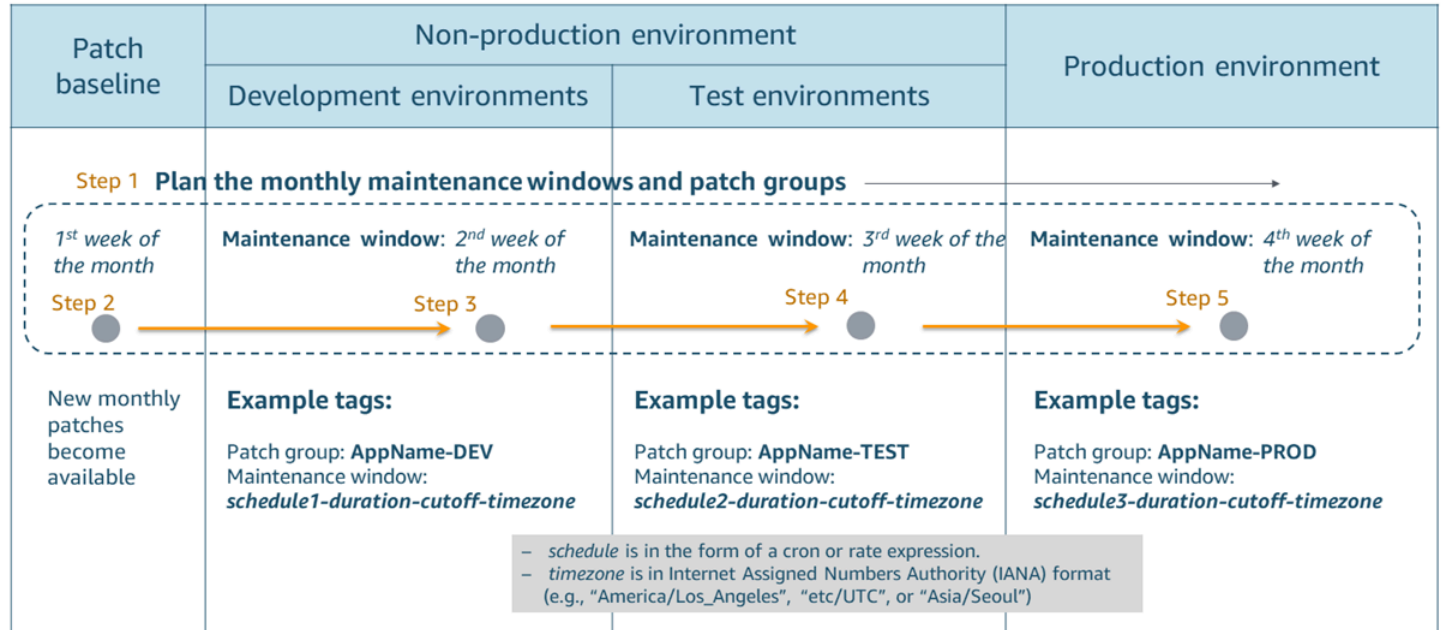 Patch
baseline
Non-production environment
Development environments
Test environments
Production environment
Step 1 Plan the monthly maintenance windows and patch groups
1st week of
the month
Step 2
Maintenance window: 2nd week of
the month
Step 3
Maintenance window: 3rd week of the
month
Step 4
Maintenance window: 4th week of
the month
Step 5
New monthly
patches
become
available
Example tags:
Patch group: AppName-DEV
Maintenance window:
schedule1-duration-cutoff-timezone
Example tags:
Patch group: AppName-TEST
Maintenance window:
schedule2-duration-cutoff-timezone
Example tags:
Patch group: AppName-PROD
Maintenance window:
schedule3-duration-cutoff-timezone
– schedule is in the form of a cron or rate expression.
– timezone is in Internet Assigned Numbers Authority (IANA) format
(e.g., “America/Los_Angeles”, “etc/UTC”, or “Asia/Seoul”)